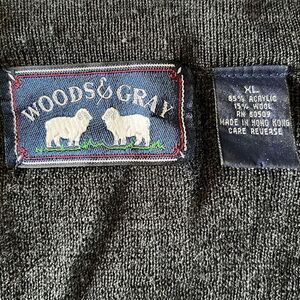 WOODS & GRAY
XL
85% ACRYLIC
15% WOOL
RN 80509
MADE IN HONG KONG
CARE REVERSE